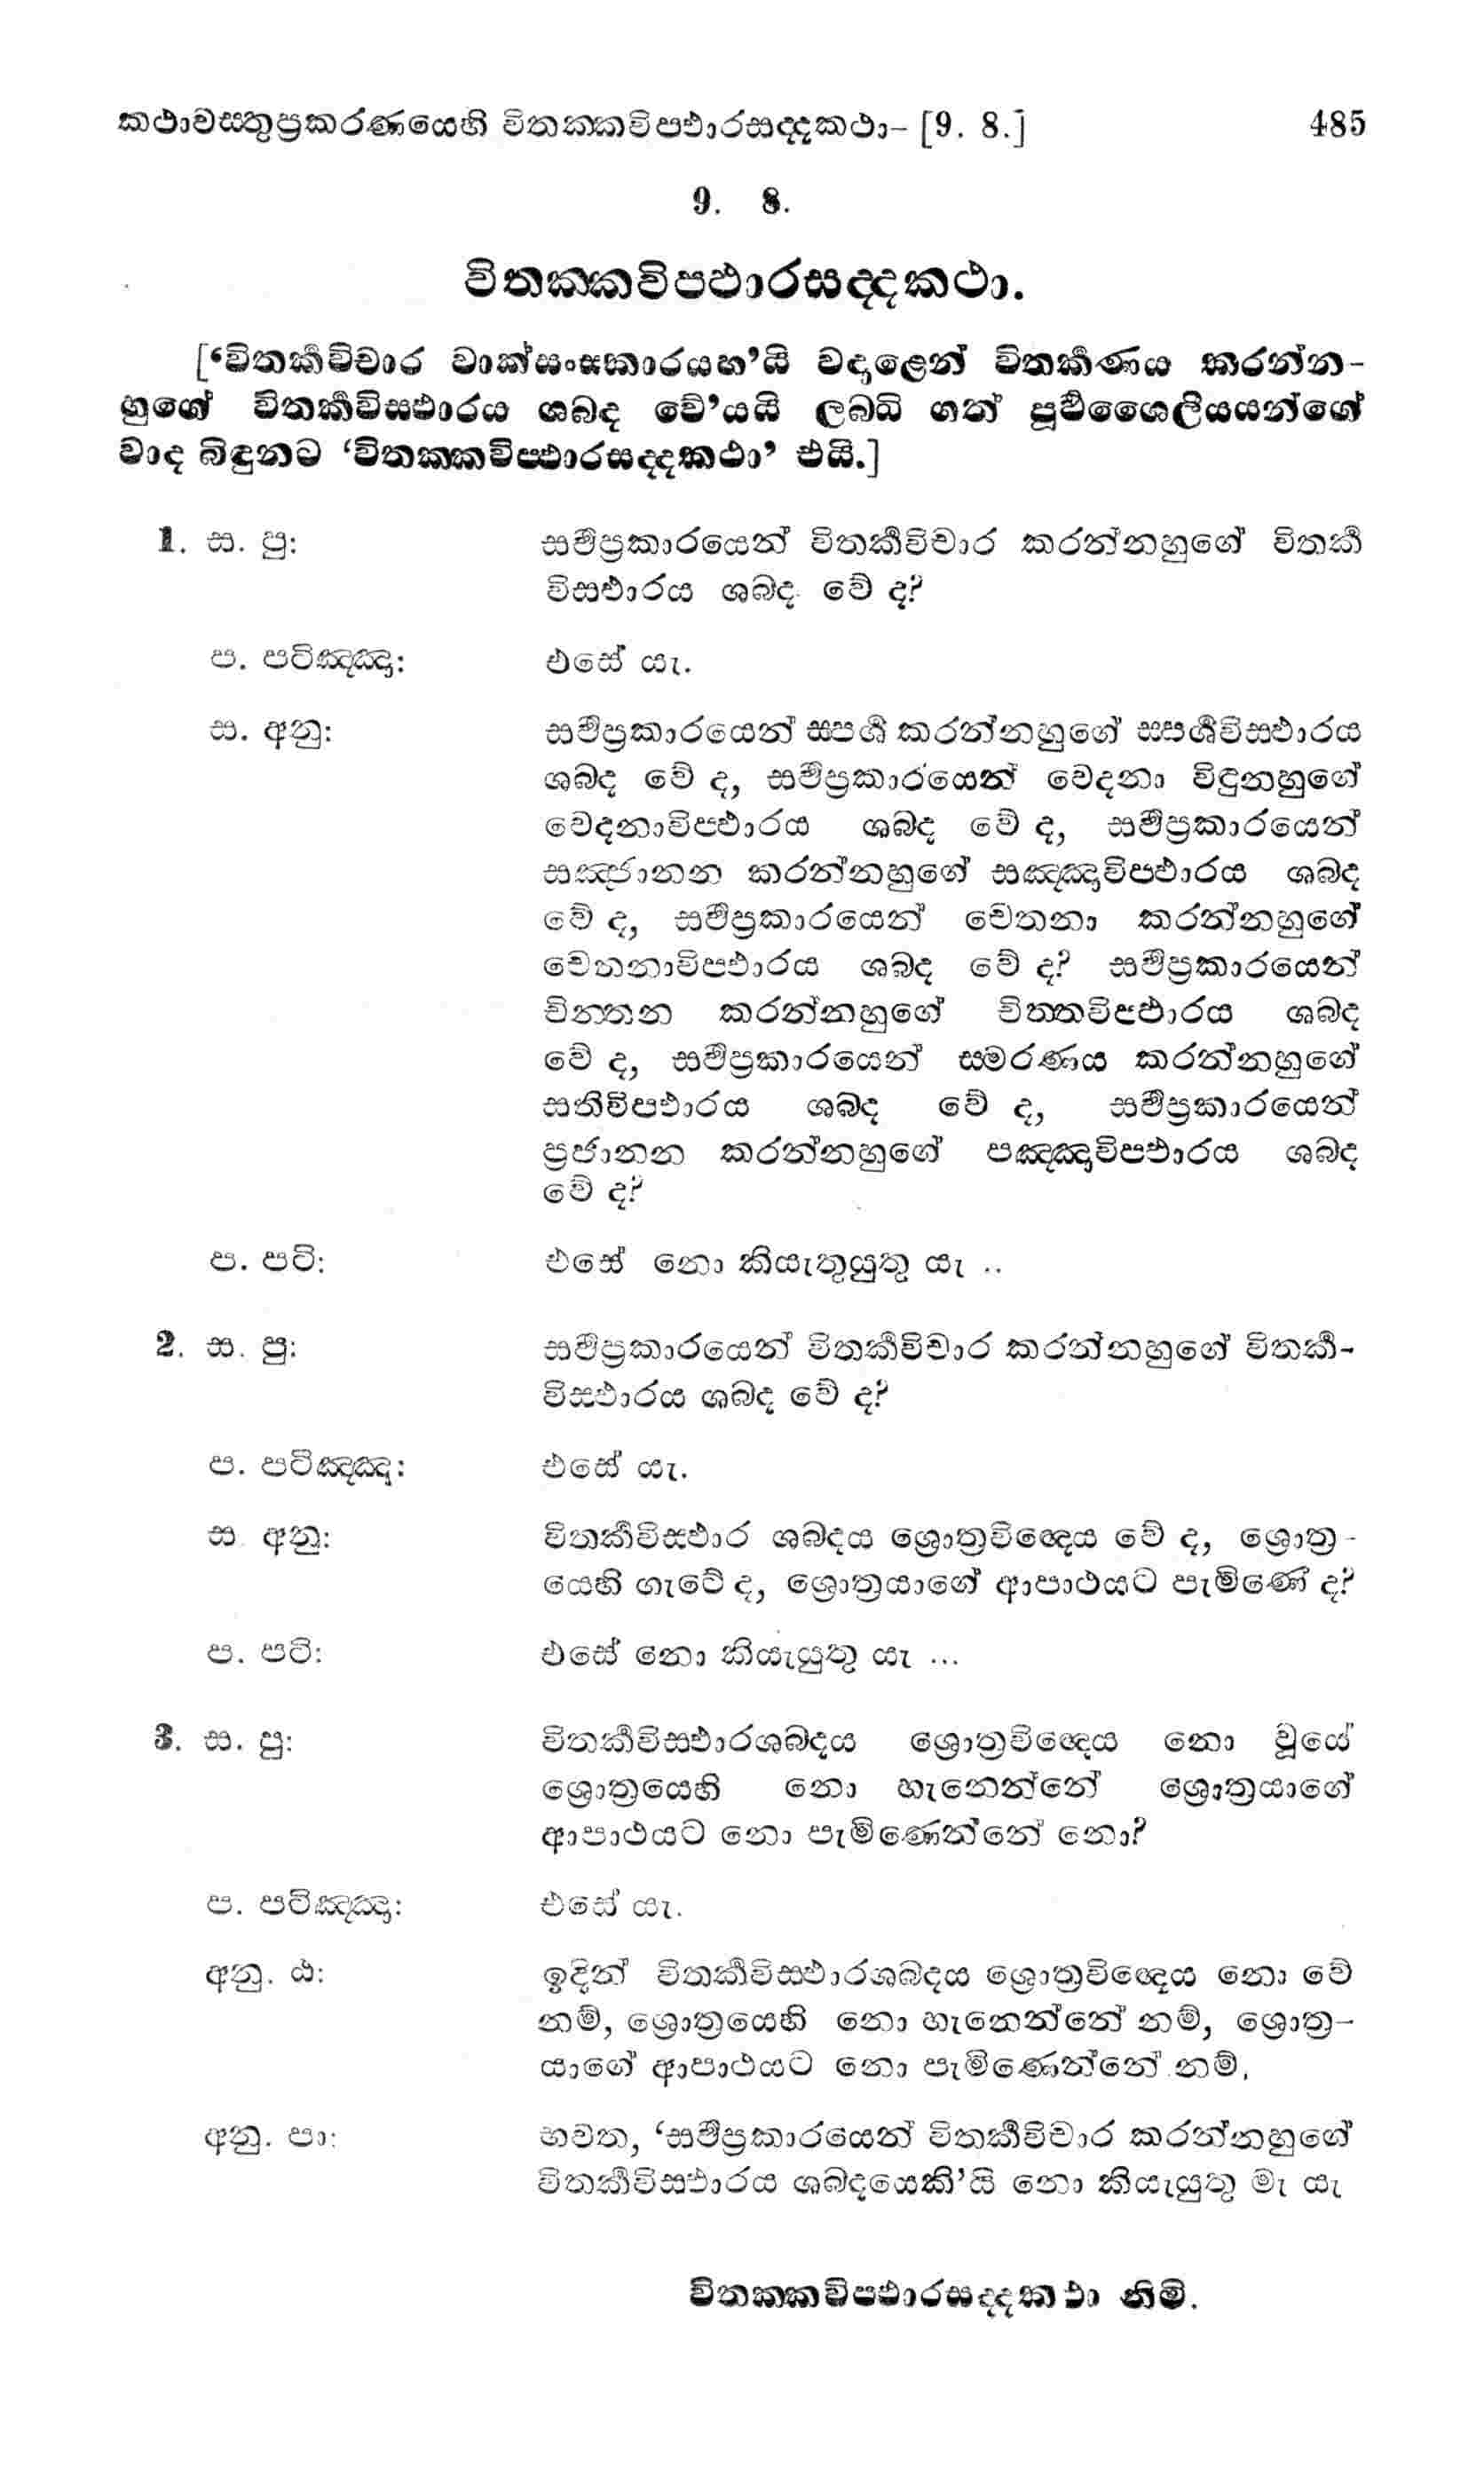 කථාවස්තුප්‍රකරණයෙහි විතක්කවිප්ඵාරසද්දකථා– [9. 8.] 485
9. 8.
විතක්කවිප්ඵාරසද්දකථා.
[‘විතර්කවිචාර වාක්සංස්කාරයහ’යි වදාළෙන් විතර්කණය කරන්න-
හුගේ විතර්කවිස්ඵාරය ශබ්ද වේ’යයි ලබ්ධි ගත් පූර්වශෛලියයන්ගේ
වාද බිඳුනට ‘විතක්කවිප්ඵාරසද්දකථා’ එයි.]
1. ස. පු: සර්වප්‍රකාරයෙන් විතර්කවිචාර කරන්නහුගේ විතර්ක
විස්ඵාරය ශබ්ද වේ ද?
ප. පටිඤ්ඤා: එසේ යැ.
ස. අනු: සර්වප්‍රකාරයෙන් ස්පර්ශ කරන්නහුගේ ස්පර්ශවිස්ඵාරය
ශබ්ද වේ ද, සර්වප්‍රකාරයෙන් වෙදනා විඳුනහුගේ
වෙදනාවිප්ඵාරය ශබ්ද වේ ද, සර්වප්‍රකාරයෙන්
සඤ්ජානන කරන්නහුගේ සඤ්ඤාවිප්ඵාරය ශබ්ද
වේ ද, සර්වප්‍රකාරයෙන් චෙතනා කරන්නහුගේ
චෙතනාවිප්ඵාරය ශබ්ද වේ ද? සර්වප්‍රකාරයෙන්
චින්තන කරන්නහුගේ චිත්තවිප්ඵාරය ශබ්ද
වේ ද, සර්වප්‍රකාරයෙන් ස්මරණය කරන්නහුගේ
සතිවිප්ඵාරය ශබ්ද වේ ද, සර්වප්‍රකාරයෙන්
ප්‍රජානන කරන්නහුගේ පඤ්ඤාවිප්ඵාරය ශබ්ද
වේ ද?
ප. පටි: එසේ නො කියැතුයුතු යැ ..
2. ස. පු: සර්වප්‍රකාරයෙන් විතර්කවිචාර කරන්නහුගේ විතර්ක-
විස්ඵාරය ශබ්ද වේ ද?
ප. පටිඤ්ඤා: එසේ යැ.
ස. අනු: විතර්කවිස්ඵාර ශබ්දය ශ්‍රොත්‍රවිඥෙය වේ ද, ශ්‍රොත්‍ර-
යෙහි ගැටේ ද, ශ්‍රොත්‍රයාගේ ආපාථයට පැමිණේ ද?
ප. පටි: එසේ නො කියැයුතු යැ ...
3. ස. පු: විතර්කවිස්ඵාරශබ්දය ශ්‍රොත්‍රවිඥෙය නො වූයේ
ශ්‍රොත්‍රයෙහි නො හැනෙන්නේ ශ්‍රොත්‍රයාගේ
ආපාථයට නො පැමිණෙන්නේ නො?
ප. පටිඤ්ඤා: එසේ යැ.
අනු. ඨ: ඉදින් විතර්කවිස්ඵාරශබ්දය ශ්‍රොත්‍රවිඥෙය නො වේ
නම්, ශ්‍රොත්‍රයෙහි නො හැනෙන්නේ නම්, ශ්‍රොත්‍ර-
යාගේ ආපාථයට නො පැමිණෙන්නේ නම්,
අනු. පා: භවත, ‘සර්වප්‍රකාරයෙන් විතර්කවිචාර කරන්නහුගේ
විතර්කවිස්ඵාරය ශබ්දයෙකි’යි නො කියැයුතු මැ යැ
විතක්කවිප්ඵාරසද්දකථා නිමි.